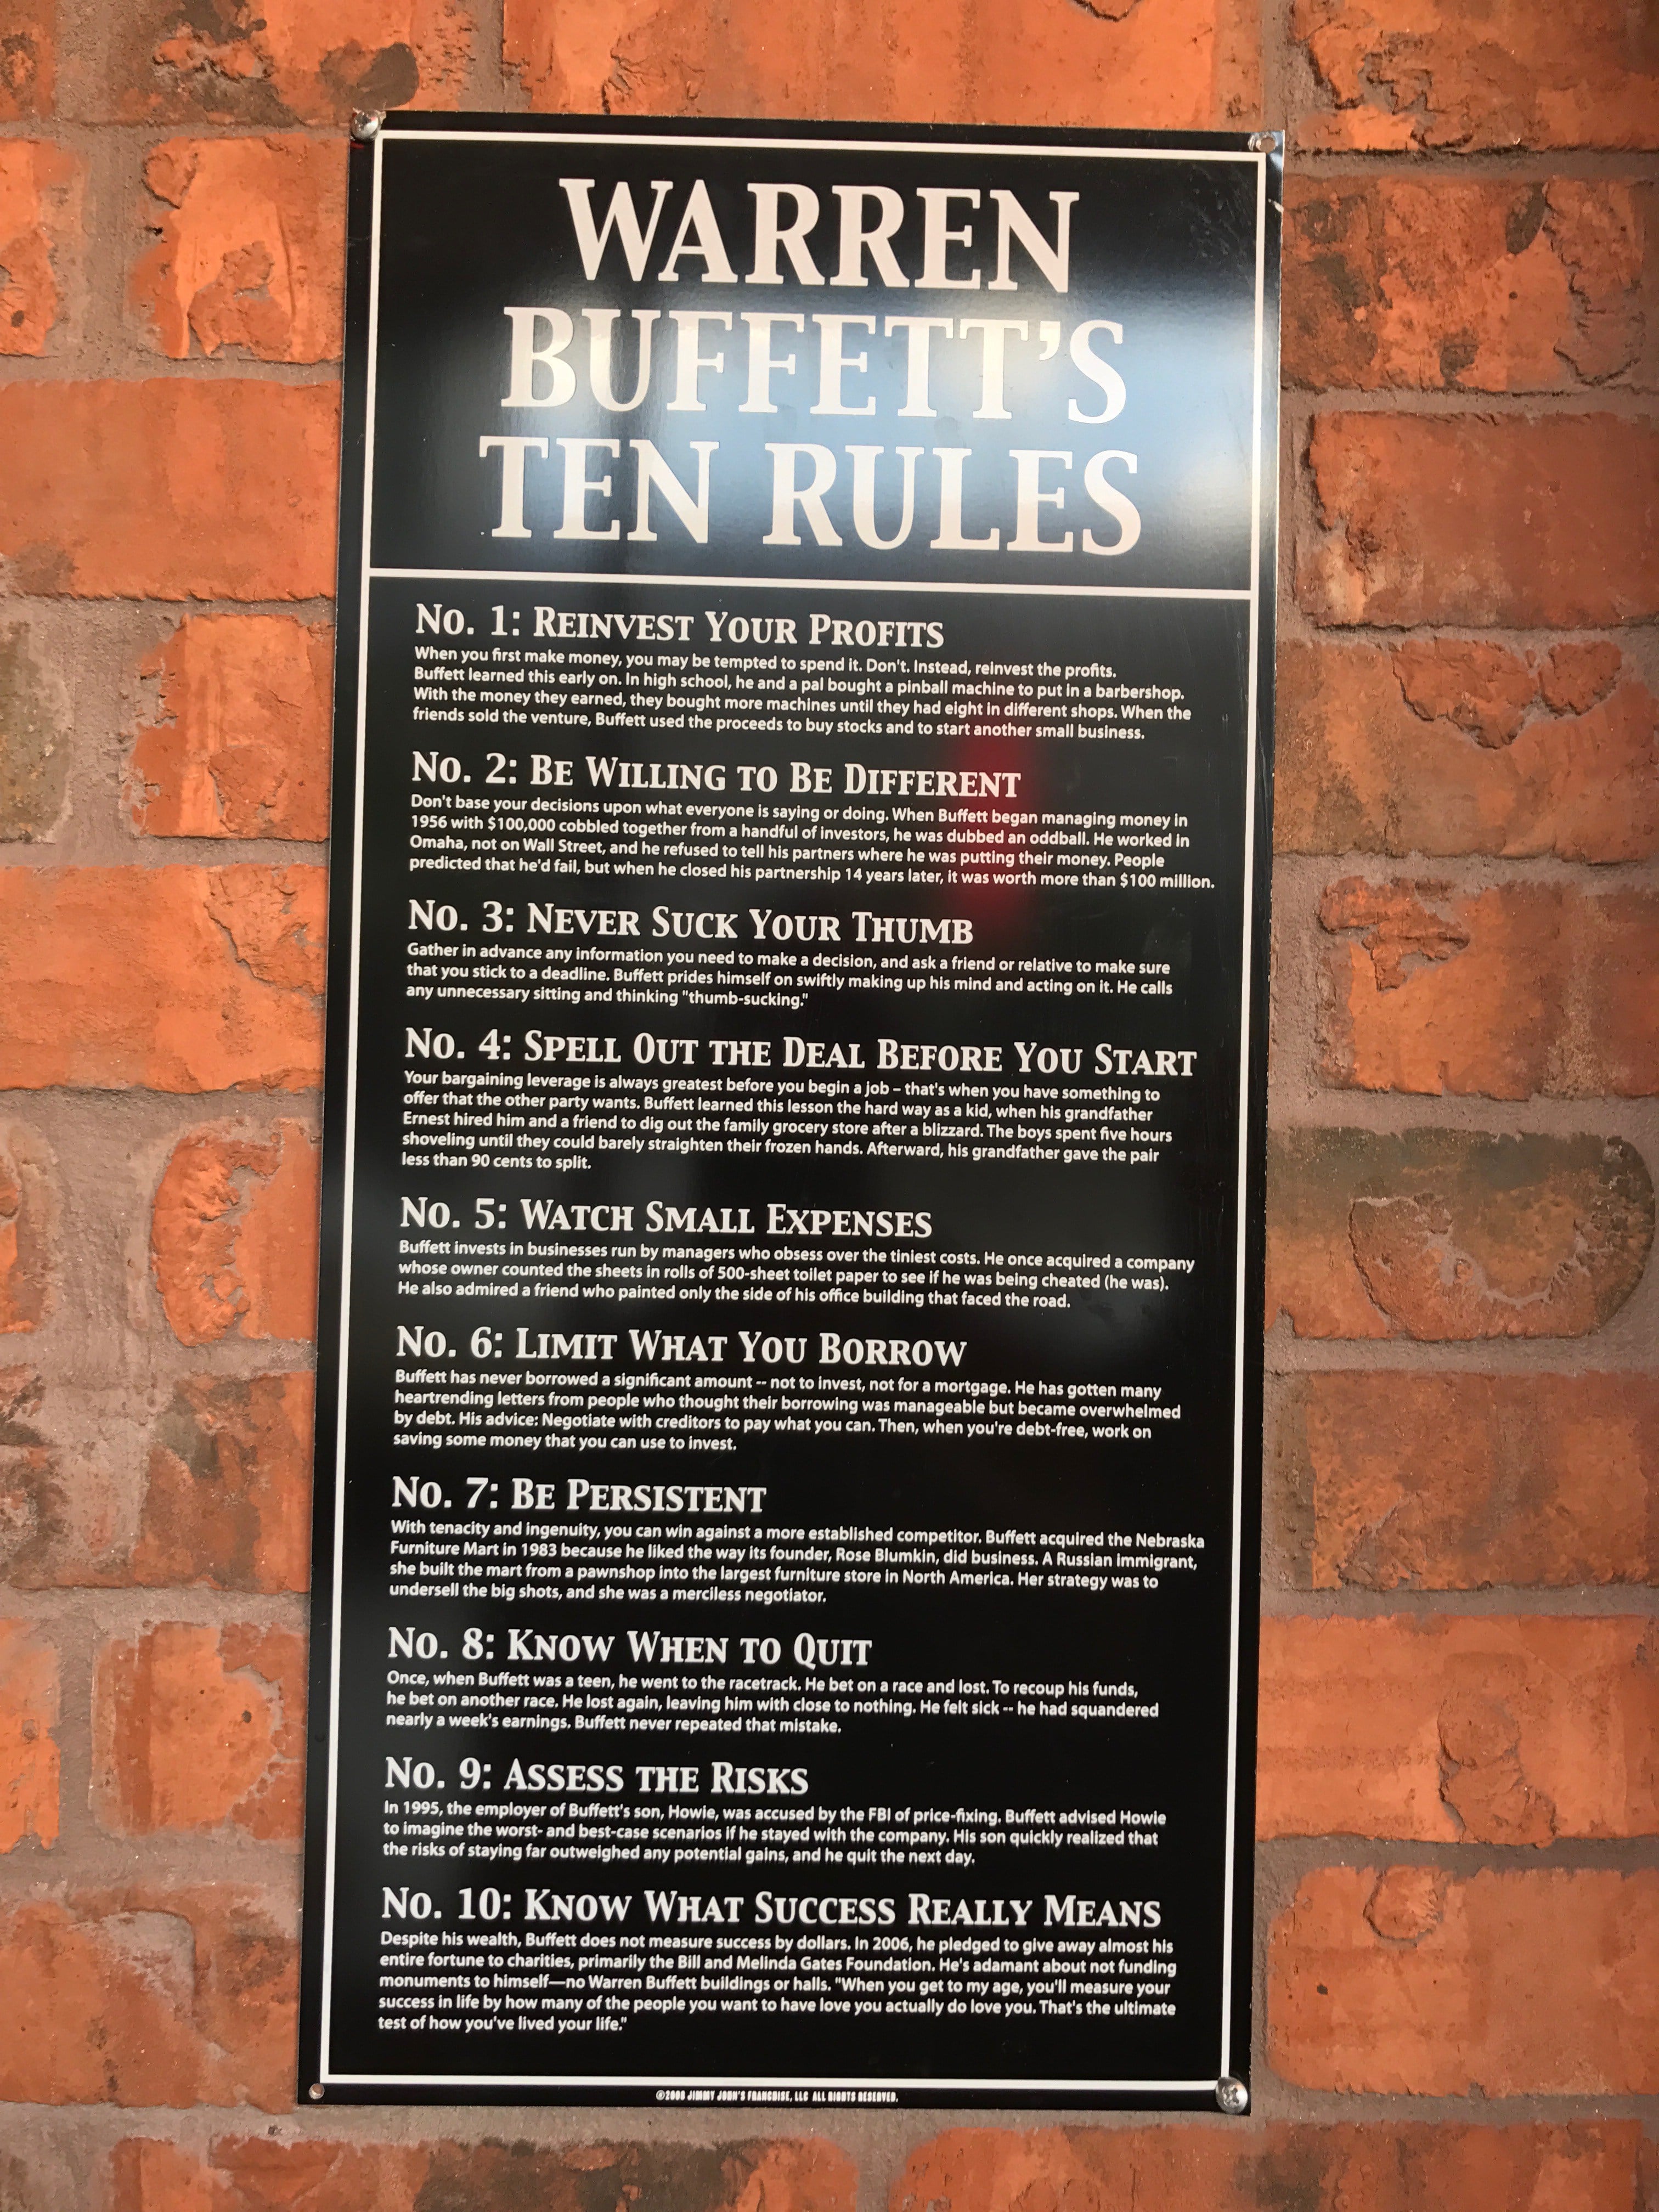 WARREN
BUFFETT'S
TEN RULES
No. 1: REINVEST YOUR PROFITS
When you first make money, you may be tempted to spend it. Don't. Instead, reinvest the profits.
Buffett learned this early on. In high school, he and a pal bought a pinball machine to put in a barbershop.
With the money they earned, they bought more machines until they had eight in different shops. When the
friends sold the venture, Buffett used the proceeds to buy stocks and to start another small business.
No. 2: BE WILLING TO BE DIFFERENT
Don't base your decisions upon what everyone is saying or doing. When Buffett began managing money in
1956 with $100,000 cobbled together from a handful of investors, he was dubbed an oddball. He worked in
Omaha, not on Wall Street, and he refused to tell his partners where he was putting their money. People
predicted that he'd fail, but when he closed his partnership 14 years later, it was worth more than $100 million.
No. 3: NEVER SUCK YOUR THUMB
Gather in advance any information you need to make a decision, and ask a friend or relative to make sure
that you stick to a deadline. Buffett prides himself on swiftly making up his mind and acting on it. He calls
any unnecessary sitting and thinking "thumb-sucking."
No. 4: SPELL OUT THE DEAL BEFORE YOU START
Your bargaining leverage is always greatest before you begin a job – that's when you have something to
offer that the other party wants. Buffett learned this lesson the hard way as a kid, when his grandfather
Ernest hired him and a friend to dig out the family grocery store after a blizzard. The boys spent five hours
shoveling until they could barely straighten their frozen hands. Afterward, his grandfather gave the pair
less than 90 cents to split.
No. 5: WATCH SMALL EXPENSES
Buffett invests in businesses run by managers who obsess over the tiniest costs. He once acquired a company
whose owner counted the sheets in rolls of 500-sheet toilet paper to see if he was being cheated (he was).
He also admired a friend who painted only the side of his office building that faced the road.
No. 6: LIMIT WHAT YOU BORROW
Buffett has never borrowed a significant amount -- not to invest, not for a mortgage. He has gotten many
heartrending letters from people who thought their borrowing was manageable but became overwhelmed
by debt. His advice: Negotiate with creditors to pay what you can. Then, when you're debt-free, work on
saving some money that you can use to invest.
No. 7: BE PERSISTENT
With tenacity and ingenuity, you can win against a more established competitor. Buffett acquired the Nebraska
Furniture Mart in 1983 because he liked the way its founder, Rose Blumkin, did business. A Russian immigrant,
she built the mart from a pawnshop into the largest furniture store in North America. Her strategy was to
undersell the big shots, and she was a merciless negotiator.
No. 8: KNOW WHEN TO QUIT
Once, when Buffett was a teen, he went to the racetrack. He bet on a race and lost. To recoup his funds,
he bet on another race. He lost again, leaving him with close to nothing. He felt sick -- he had squandered
nearly a week's earnings. Buffett never repeated that mistake.
No. 9: ASSESS THE RISKS
In 1995, the employer of Buffett's son, Howie, was accused by the FBI of price-fixing. Buffett advised Howie
to imagine the worst- and best-case scenarios if he stayed with the company. His son quickly realized that
the risks of staying far outweighed any potential gains, and he quit the next day.
No. 10: KNOW WHAT SUCCESS REALLY MEANS
Despite his wealth, Buffett does not measure success by dollars. In 2006, he pledged to give away almost his
entire fortune to charities, primarily the Bill and Melinda Gates Foundation. He's adamant about not funding
monuments to himself—no Warren Buffett buildings or halls. "When you get to my age, you'll measure your
success in life by how many of the people you want to have love you actually do love you. That's the ultimate
test of how you've lived your life."
©2008 JIMMY JOHN'S FRANCHISE, LLC ALL RIGHTS RESERVED.